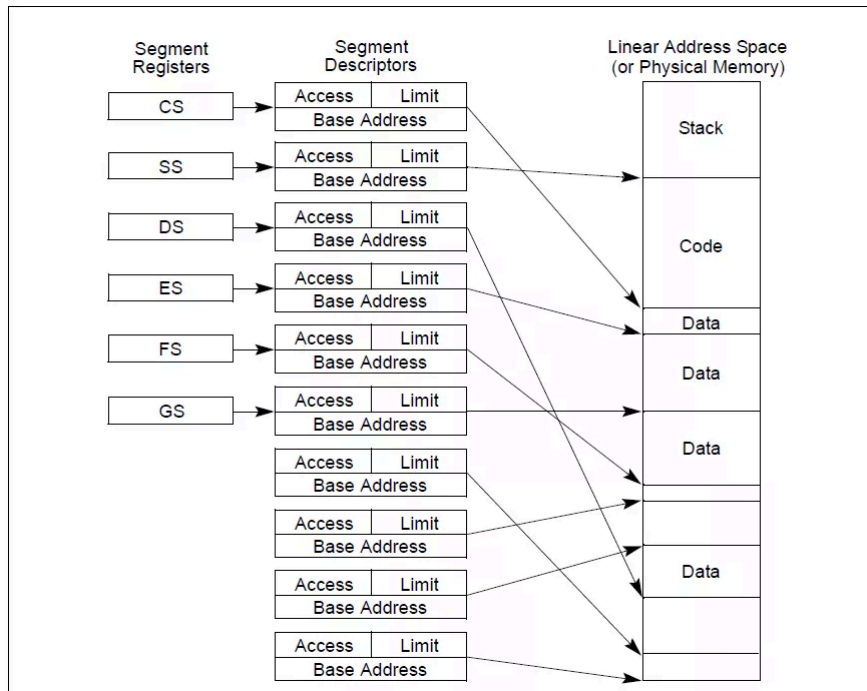 Segment Registers
Segment Descriptors
Linear Address Space (or Physical Memory)
CS
Access Limit
Base Address
Stack
SS
Access Limit
Base Address
DS
Access Limit
Base Address
Code
ES
Access Limit
Base Address
Data
FS
Access Limit
Base Address
Data
GS
Access Limit
Base Address
Data
Access Limit
Base Address
Access Limit
Base Address
Access Limit
Base Address
Data
Access Limit
Base Address